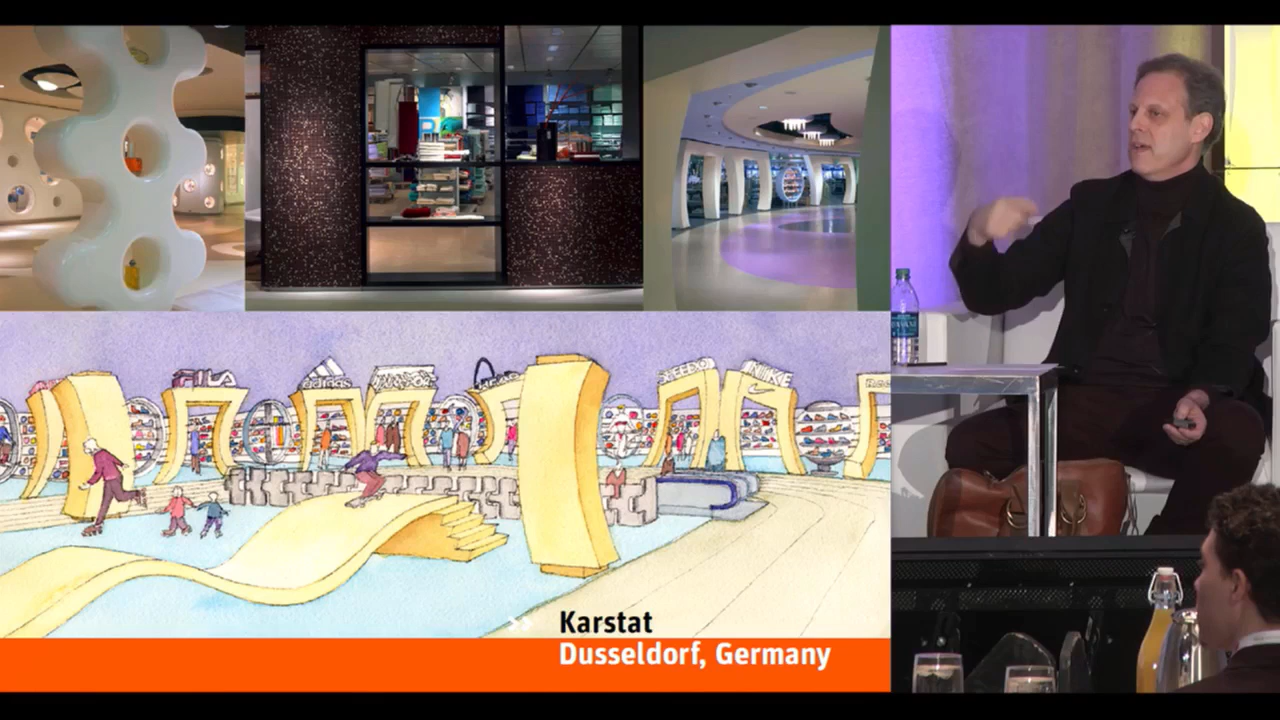 FILA
adidas
NIKE
Karstat
Dusseldorf, Germany